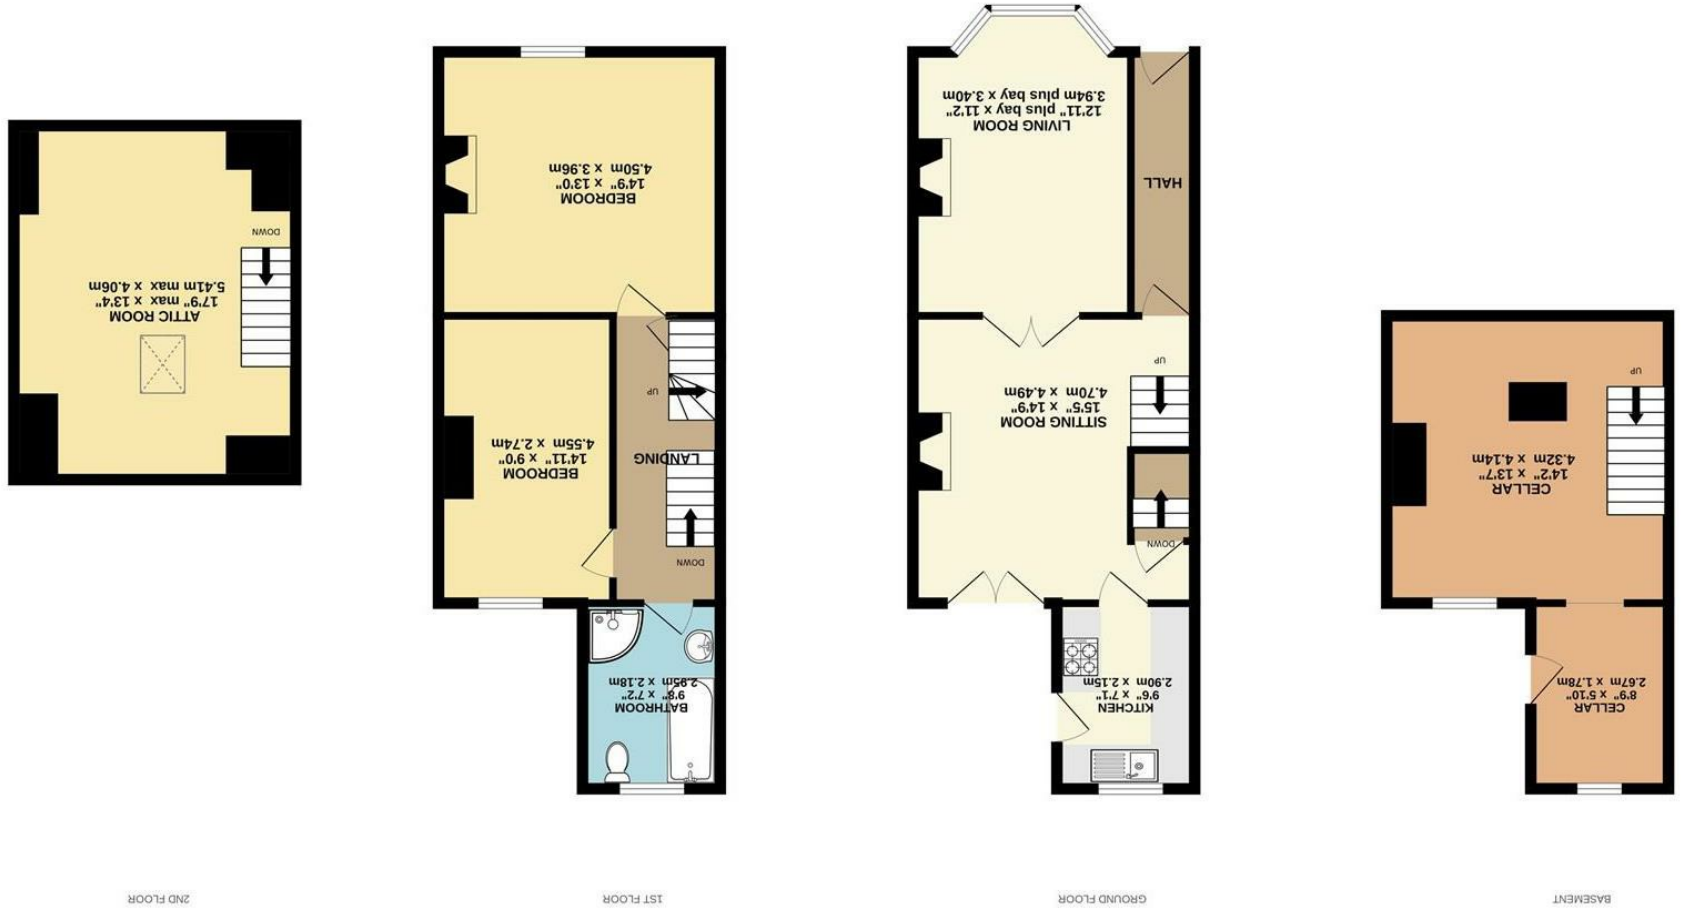 BASEMENT
CELLAR
8'9" x 5'10"
2.67m x 1.78m
CELLAR
14'2" x 13'7"
4.32m x 4.14m
UP
GROUND FLOOR
KITCHEN
9'6" x 7'1"
2.90m x 2.15m
DOWN
SITTING ROOM
15'5" x 14'9"
4.70m x 4.49m
UP
HALL
LIVING ROOM
12'11" plus bay x 11'2"
3.94m plus bay x 3.40m
1ST FLOOR
BATHROOM
9'8" x 7'2"
2.95m x 2.18m
DOWN
BEDROOM
14'11" x 9'0"
4.55m x 2.74m
LANDING
UP
BEDROOM
14'9" x 13'0"
4.50m x 3.96m
2ND FLOOR
ATTIC ROOM
17'9" max x 13'4"
5.41m max x 4.06m
DOWN